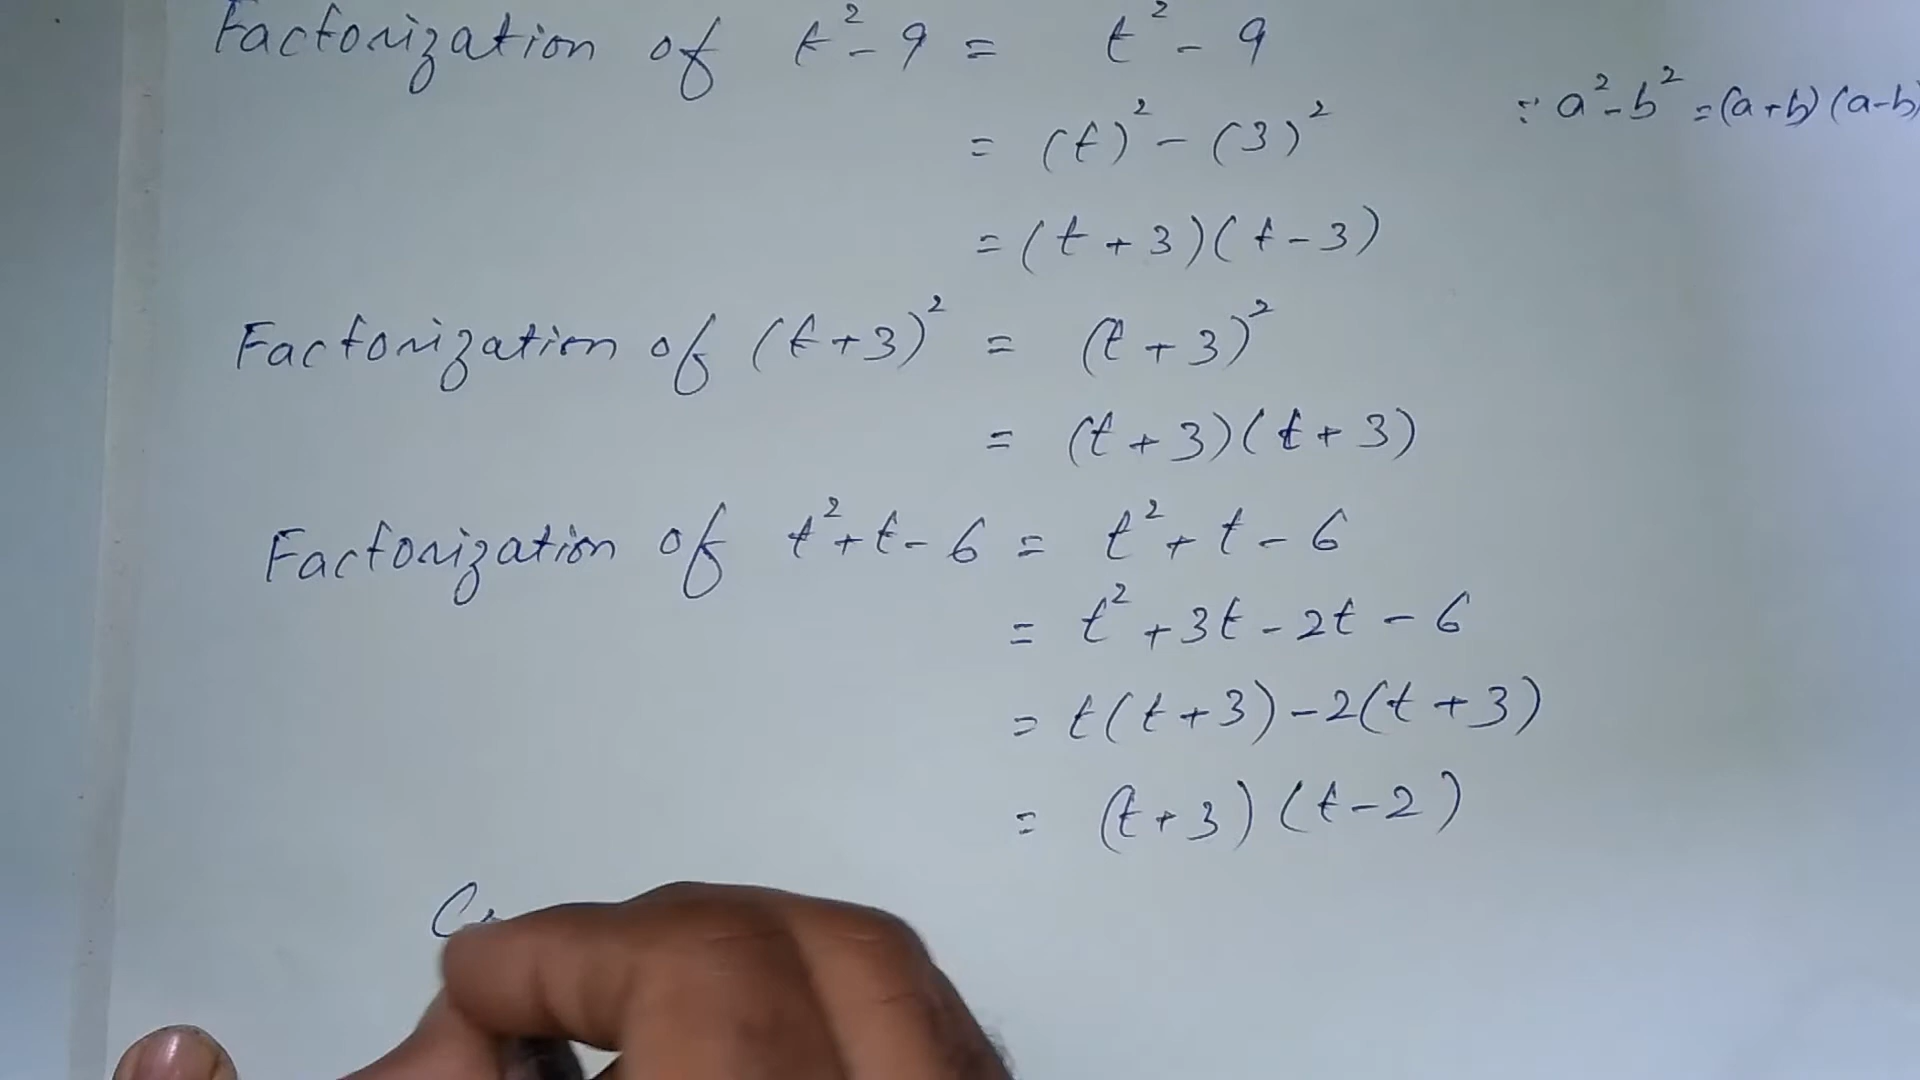 Factorization of t² - 9 = t² - 9
∵ a² - b² = (a+b)(a-b)
= (t)² - (3)²
= (t + 3)(t - 3)
Factorization of (t+3)² = (t + 3)²
= (t + 3)(t + 3)
Factorization of t² + t - 6 = t² + t - 6
= t² + 3t - 2t - 6
= t(t + 3) - 2(t + 3)
= (t + 3)(t - 2)